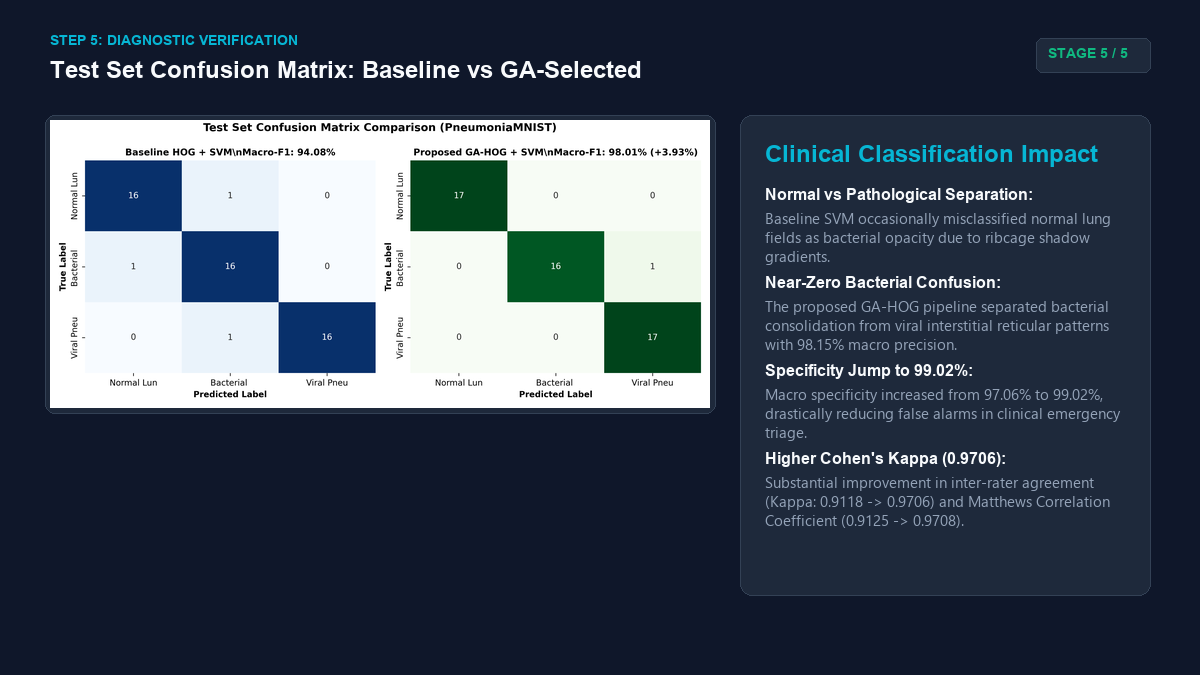 STEP 5: DIAGNOSTIC VERIFICATION
Test Set Confusion Matrix: Baseline vs GA-Selected
STAGE 5 / 5
Test Set Confusion Matrix Comparison (PneumoniaMNIST)
Baseline HOG + SVM\nMacro-F1: 94.08%
True Label
Normal Lun
16 1 0
Bacterial
1 16 0
Viral Pneu
0 1 16
Normal Lun Bacterial Viral Pneu
Predicted Label
Proposed GA-HOG + SVM\nMacro-F1: 98.01% (+3.93%)
True Label
Normal Lun
17 0 0
Bacterial
0 16 1
Viral Pneu
0 0 17
Normal Lun Bacterial Viral Pneu
Predicted Label
Clinical Classification Impact
Normal vs Pathological Separation:
Baseline SVM occasionally misclassified normal lung
fields as bacterial opacity due to ribcage shadow
gradients.
Near-Zero Bacterial Confusion:
The proposed GA-HOG pipeline separated bacterial
consolidation from viral interstitial reticular patterns
with 98.15% macro precision.
Specificity Jump to 99.02%:
Macro specificity increased from 97.06% to 99.02%,
drastically reducing false alarms in clinical emergency
triage.
Higher Cohen's Kappa (0.9706):
Substantial improvement in inter-rater agreement
(Kappa: 0.9118 -> 0.9706) and Matthews Correlation
Coefficient (0.9125 -> 0.9708).